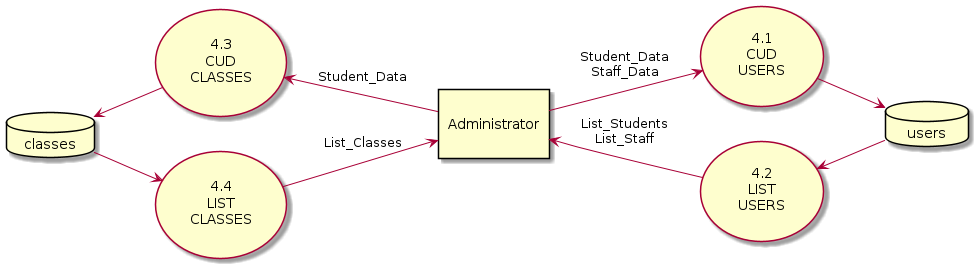 4.3
CUD
CLASSES
Student_Data
classes
List_Classes
4.4
LIST
CLASSES
Administrator
Student_Data
Staff_Data
4.1
CUD
USERS
List_Students
List_Staff
users
4.2
LIST
USERS